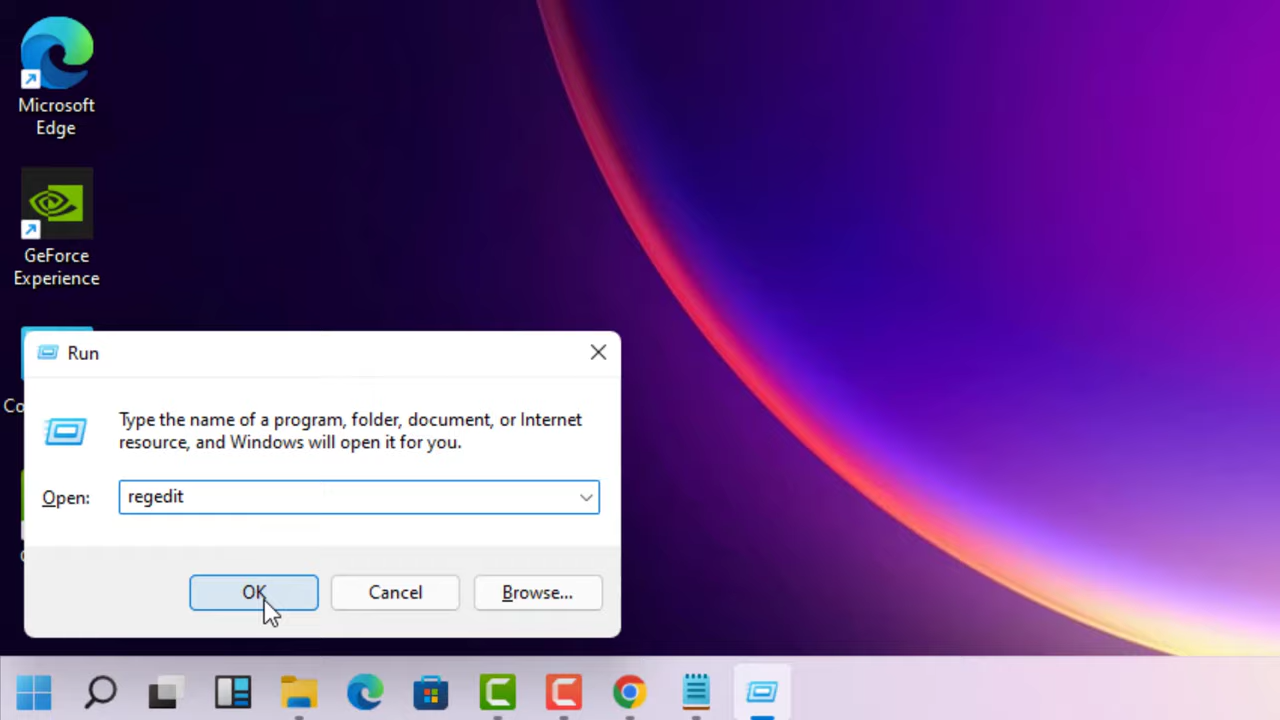 Microsoft
Edge
GeForce
Experience
Co
Run
Type the name of a program, folder, document, or Internet
resource, and Windows will open it for you.
Open:
regedit
OK
Cancel
Browse...